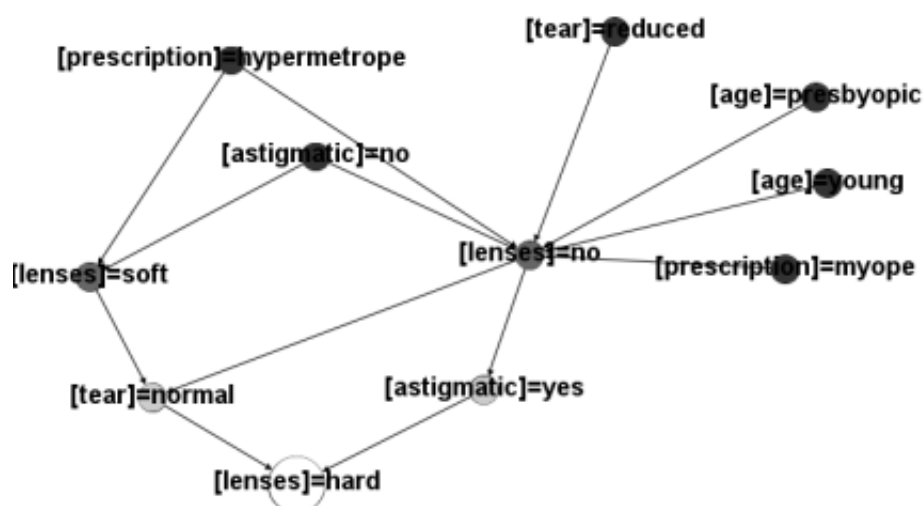 [tear]=reduced
[prescription]=hypermetrope
[age]=presbyopic
[astigmatic]=no
[age]=young
[lenses]=no
[prescription]=myope
[lenses]=soft
[tear]=normal
[astigmatic]=yes
[lenses]=hard